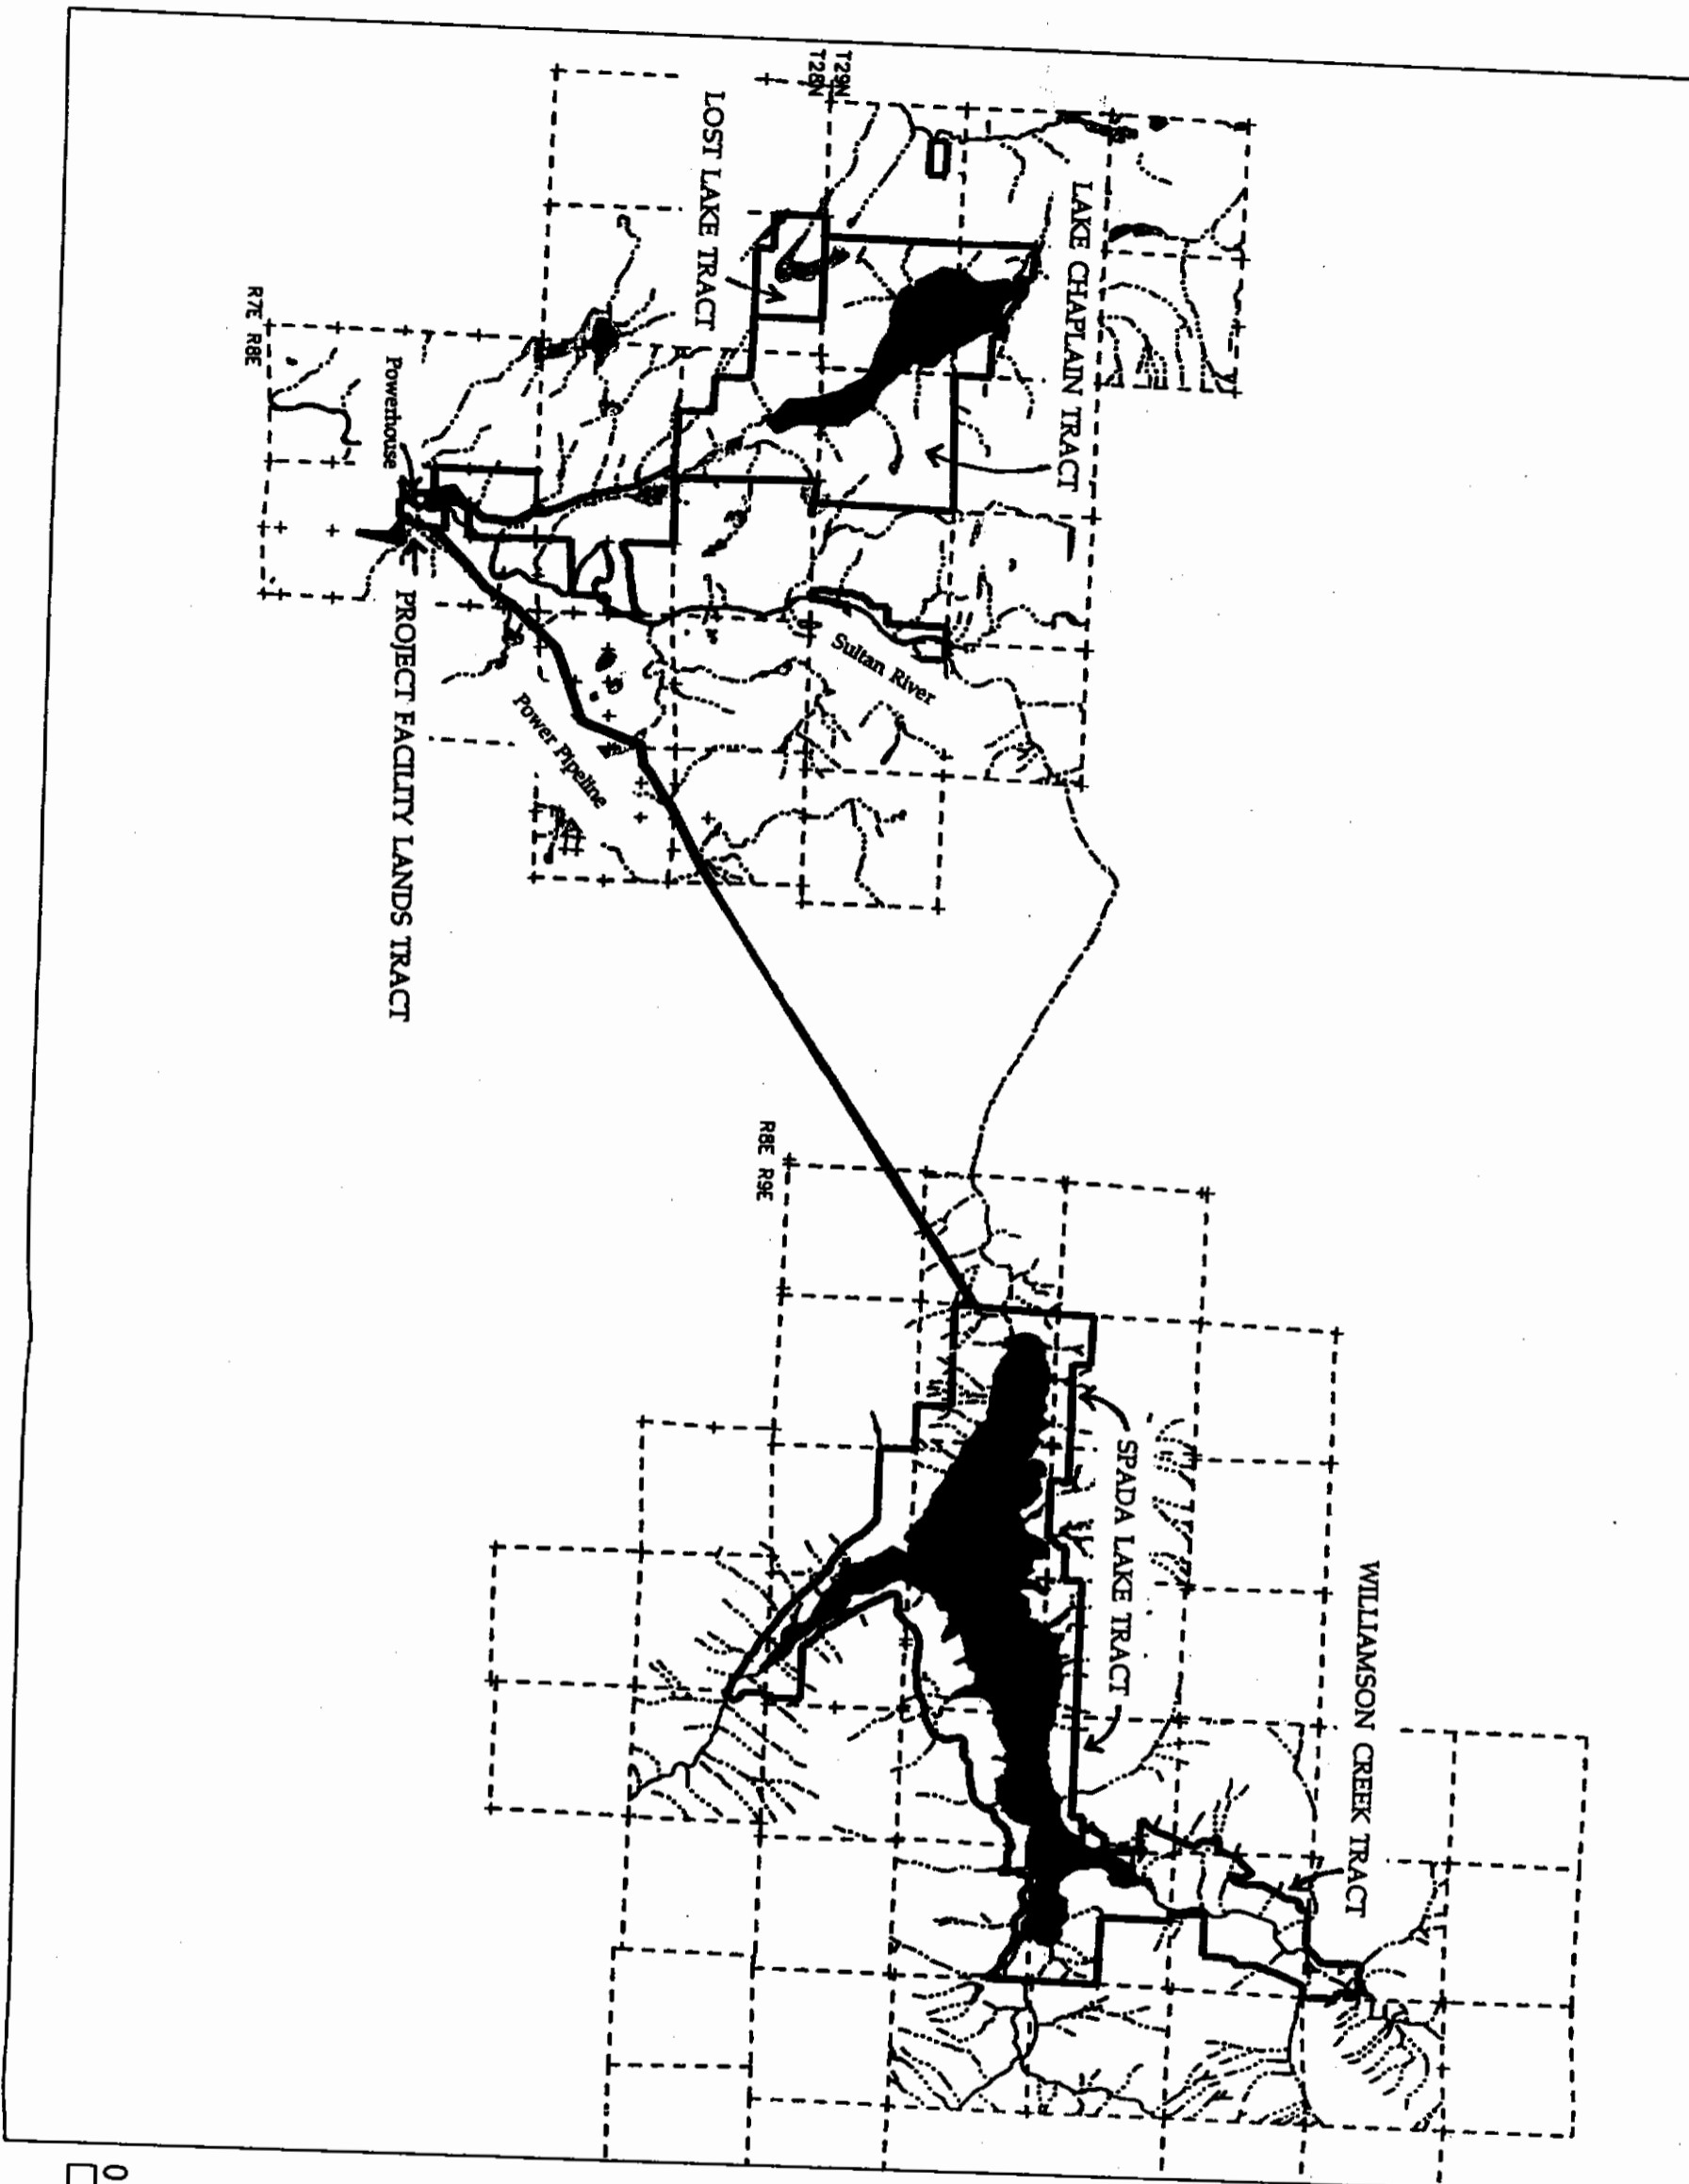 T29N
T28N
LOST LAKE TRACT
LAKE CHAPLAIN TRACT
R7E R8E
Powerhouse
PROJECT FACILITY LANDS TRACT
Sultan River
Power Pipeline
R8E R9E
SPADA LAKE TRACT
WILLIAMSON CREEK TRACT
0